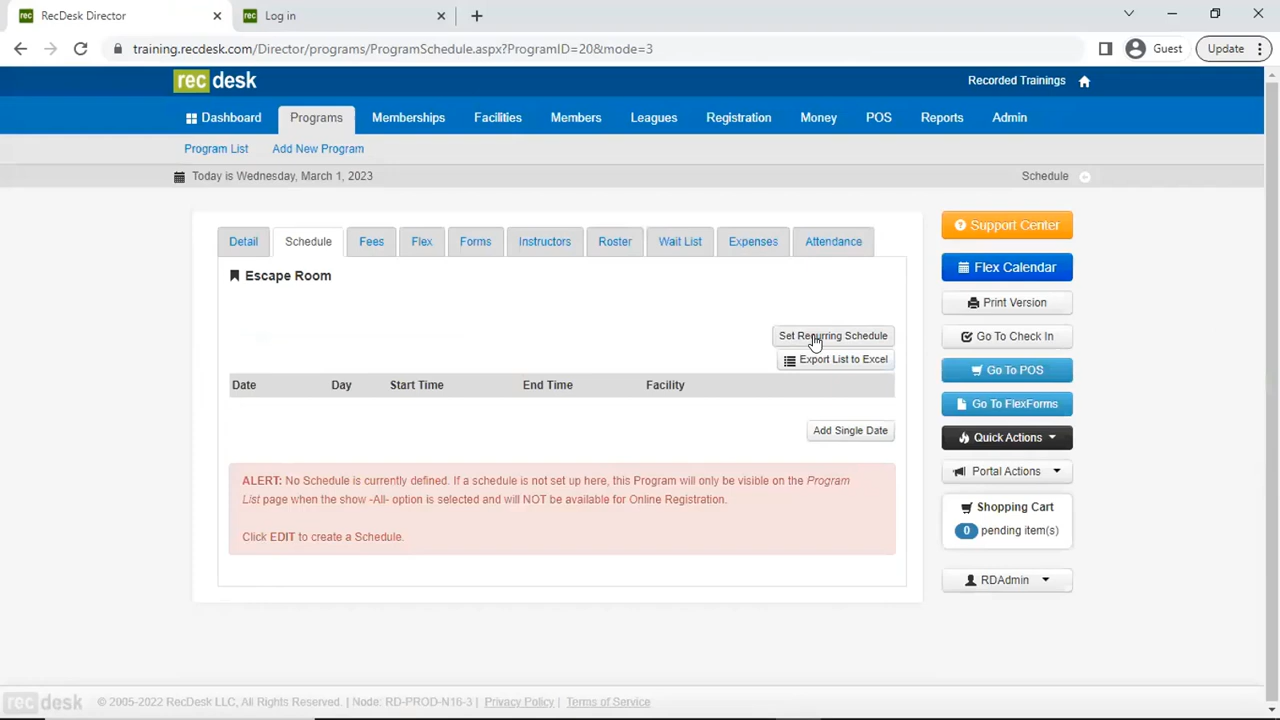 RecDesk Director
Log in
training.recdesk.com/Director/programs/ProgramSchedule.aspx?ProgramID=20&mode=3
Guest
Update
rec desk
Recorded Trainings
Dashboard Programs Memberships Facilities Members Leagues Registration Money POS Reports Admin
Program List Add New Program
Today is Wednesday, March 1, 2023
Schedule
Detail Schedule Fees Flex Forms Instructors Roster Wait List Expenses Attendance
Escape Room
Set Recurring Schedule
Export List to Excel
Date Day Start Time End Time Facility
Add Single Date
ALERT: No Schedule is currently defined. If a schedule is not set up here, this Program will only be visible on the Program
List page when the show -All- option is selected and will NOT be available for Online Registration.
Click EDIT to create a Schedule.
Support Center
Flex Calendar
Print Version
Go To Check In
Go To POS
Go To FlexForms
Quick Actions
Portal Actions
Shopping Cart
0 pending item(s)
RDAdmin
rec desk
© 2005-2022 RecDesk LLC, All Rights Reserved. | Node: RD-PROD-N16-3 | Privacy Policy | Terms of Service